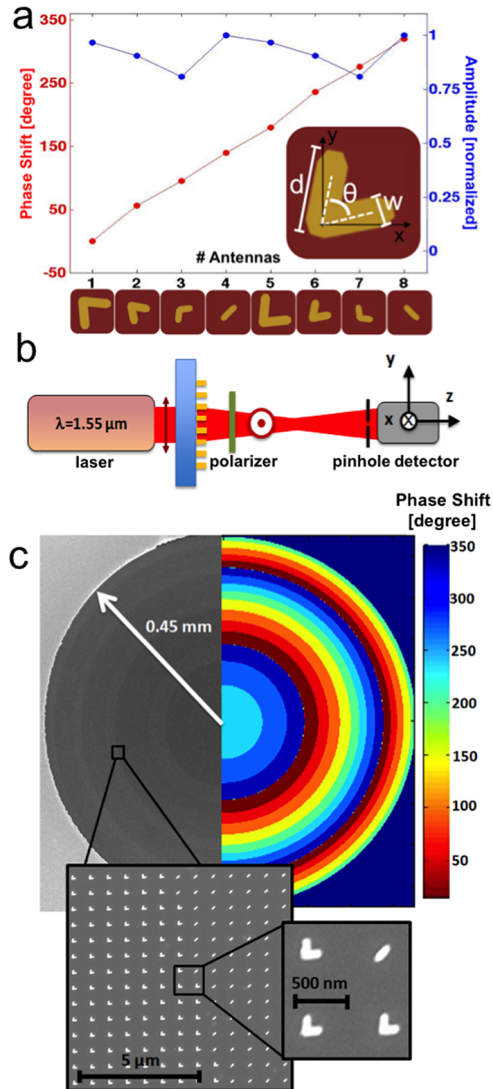 a
350
250
150
50
-50
Phase Shift [degree]
1
0.75
0.5
0.25
0
Amplitude [normalized]
y
d
θ
w
x
# Antennas
1 2 3 4 5 6 7 8
b
λ=1.55 μm
laser
polarizer
pinhole detector
y
z
x
X
c
0.45 mm
Phase Shift
[degree]
350
300
250
200
150
100
50
5 μm
500 nm